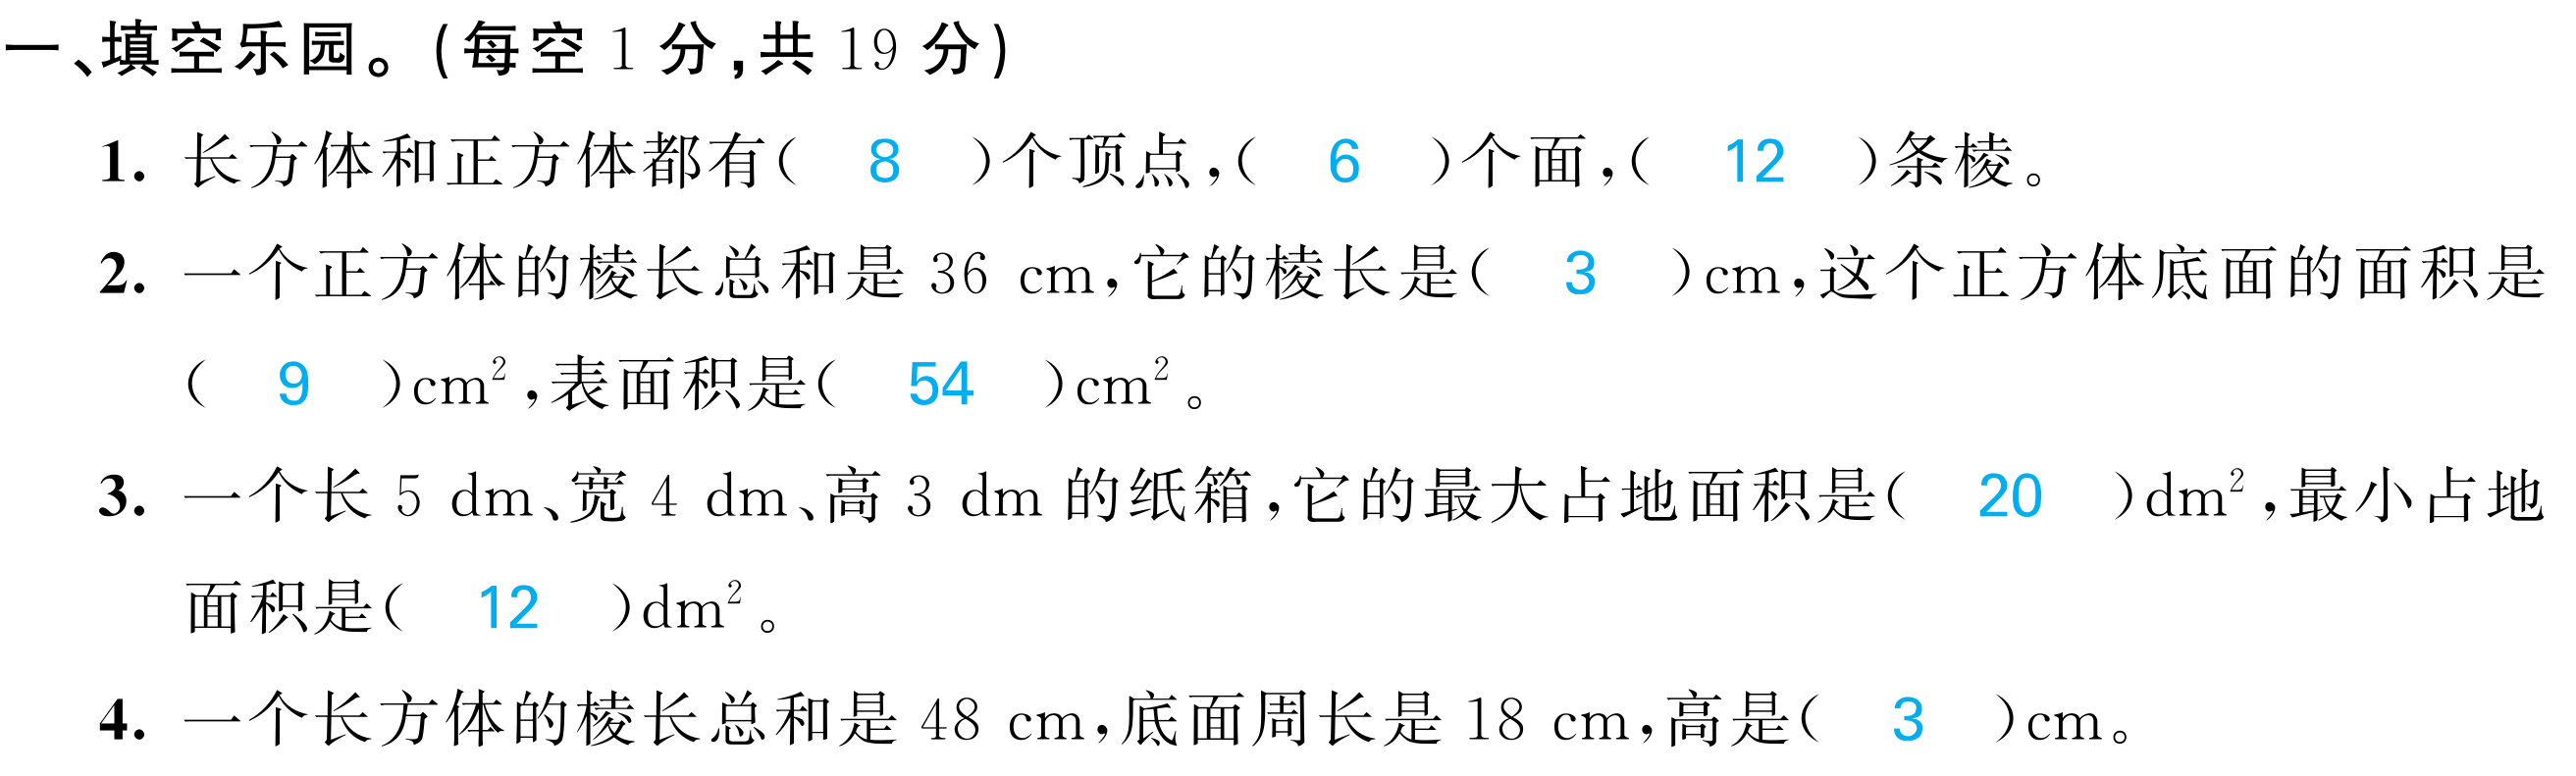 一、填空乐园。(每空 1 分,共 19 分)
1. 长方体和正方体都有( 8 )个顶点,( 6 )个面,( 12 )条棱。
2. 一个正方体的棱长总和是 36 cm,它的棱长是( 3 )cm,这个正方体底面的面积是
( 9 )cm²,表面积是( 54 )cm²。
3. 一个长 5 dm、宽 4 dm、高 3 dm 的纸箱,它的最大占地面积是( 20 )dm²,最小占地
面积是( 12 )dm²。
4. 一个长方体的棱长总和是 48 cm,底面周长是 18 cm,高是( 3 )cm。